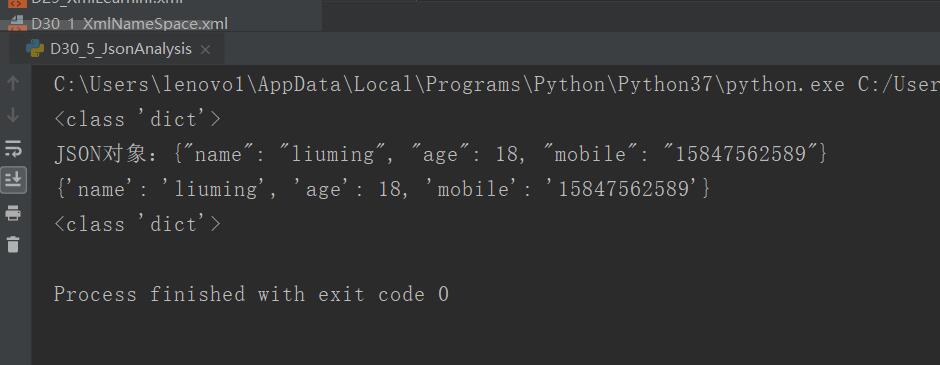 D30_1_XmlNameSpace.xml
D30_5_JsonAnalysis
C:\Users\lenovo1\AppData\Local\Programs\Python\Python37\python.exe C:/User
<class 'dict'>
JSON对象：{"name": "liuming", "age": 18, "mobile": "15847562589"}
{'name': 'liuming', 'age': 18, 'mobile': '15847562589'}
<class 'dict'>
Process finished with exit code 0